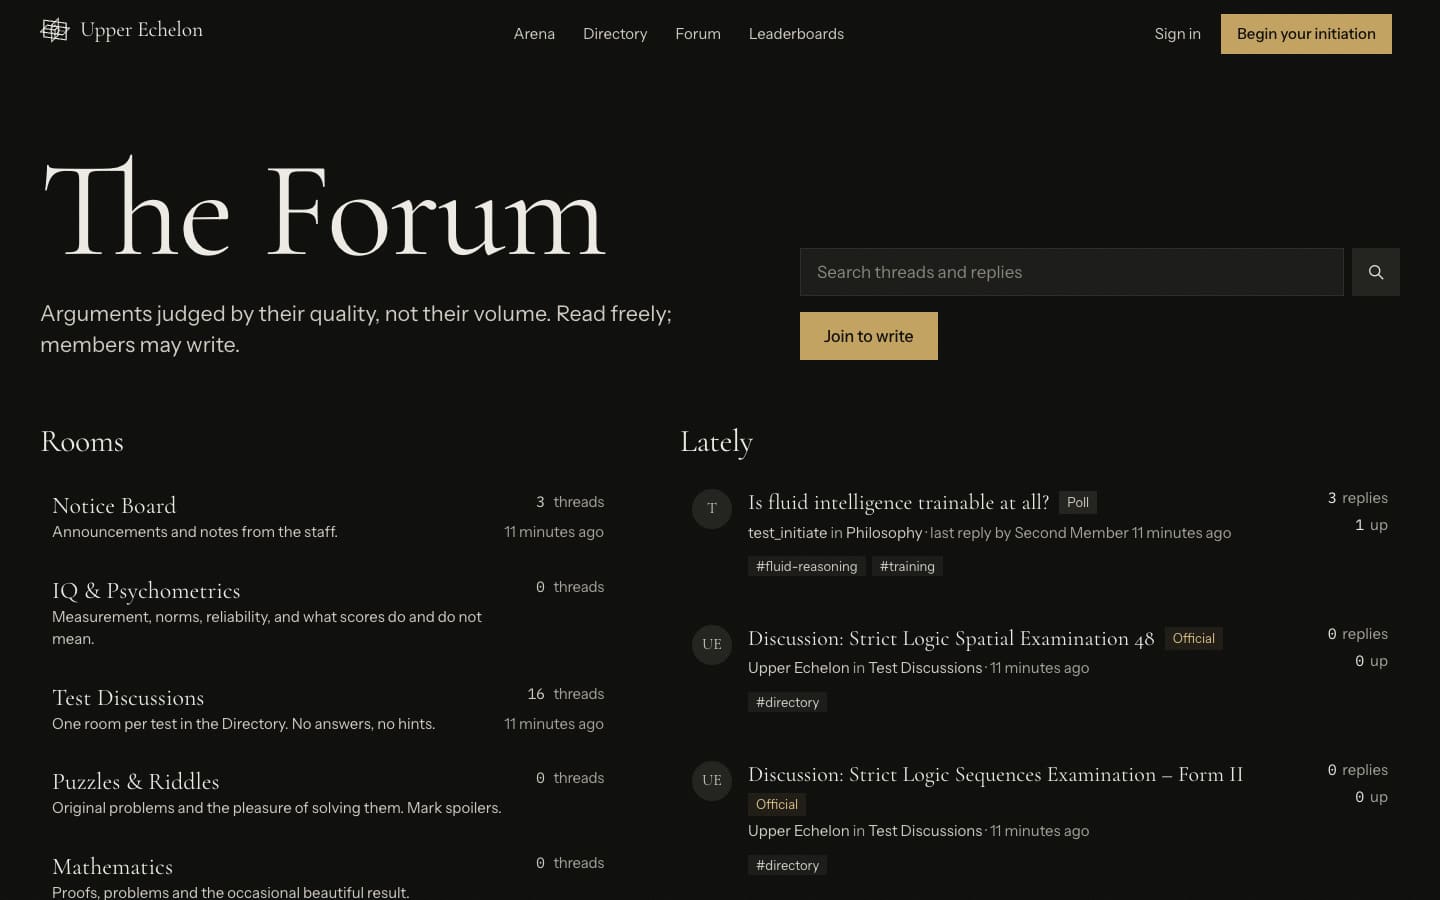 Upper Echelon
Arena
Directory
Forum
Leaderboards
Sign in
Begin your initiation
The Forum
Arguments judged by their quality, not their volume. Read freely;
members may write.
Search threads and replies
Join to write
Rooms
Notice Board
3 threads
Announcements and notes from the staff.
11 minutes ago
IQ & Psychometrics
0 threads
Measurement, norms, reliability, and what scores do and do not
mean.
Test Discussions
16 threads
One room per test in the Directory. No answers, no hints.
11 minutes ago
Puzzles & Riddles
0 threads
Original problems and the pleasure of solving them. Mark spoilers.
Mathematics
0 threads
Proofs, problems and the occasional beautiful result.
Lately
T
Is fluid intelligence trainable at all? Poll
3 replies
test_initiate in Philosophy · last reply by Second Member 11 minutes ago
1 up
#fluid-reasoning #training
UE
Discussion: Strict Logic Spatial Examination 48 Official
0 replies
Upper Echelon in Test Discussions · 11 minutes ago
0 up
#directory
UE
Discussion: Strict Logic Sequences Examination – Form II
0 replies
Official
0 up
Upper Echelon in Test Discussions · 11 minutes ago
#directory